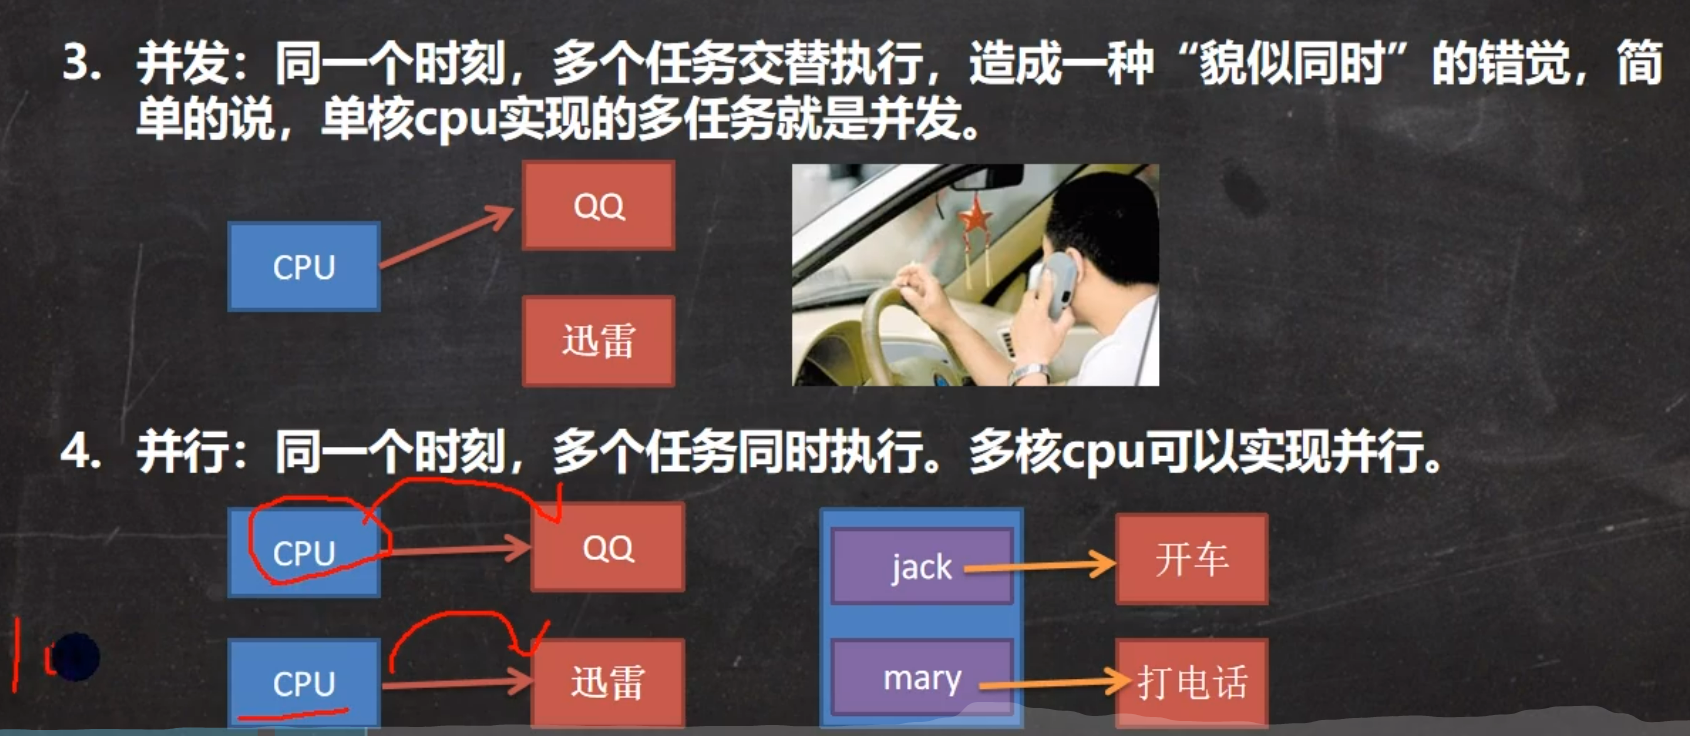 3. 并发：同一个时刻，多个任务交替执行，造成一种“貌似同时”的错觉，简
单的说，单核cpu实现的多任务就是并发。
QQ
CPU
迅雷
4. 并行：同一个时刻，多个任务同时执行。多核cpu可以实现并行。
CPU
QQ
jack
开车
CPU
迅雷
mary
打电话